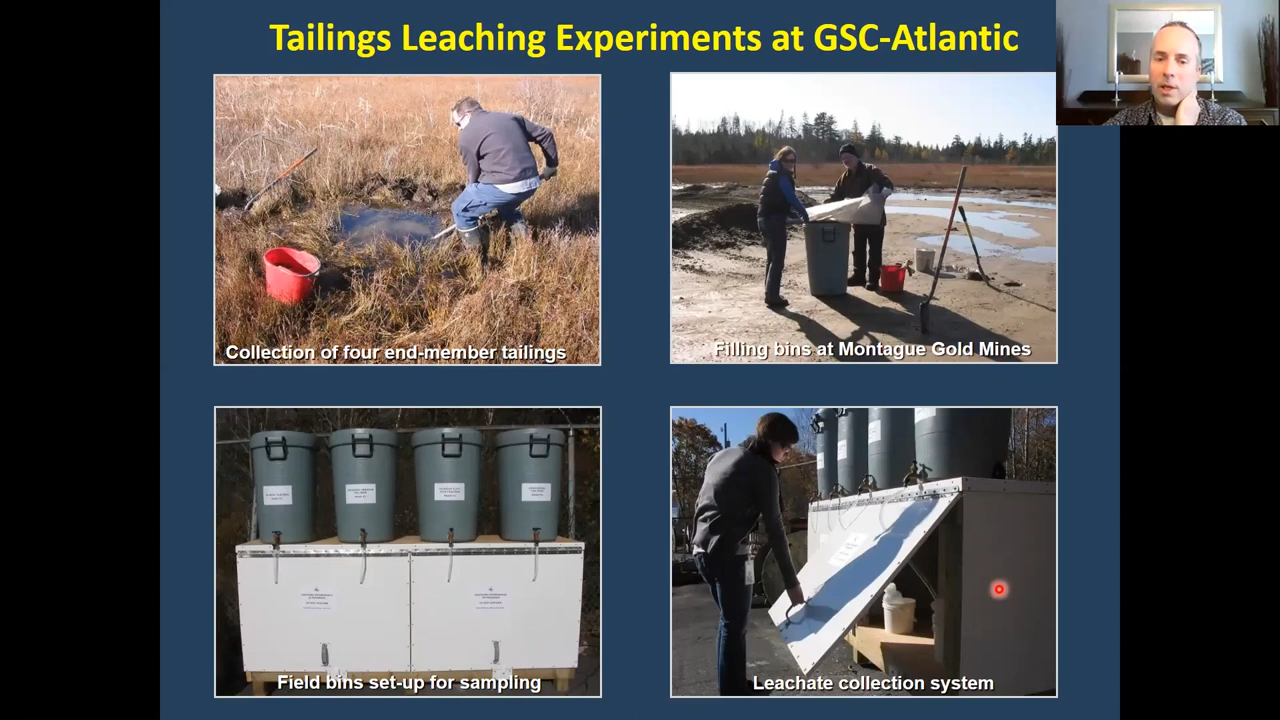 Tailings Leaching Experiments at GSC-Atlantic
Collection of four end-member tailings
Filling bins at Montague Gold Mines
Field bins set-up for sampling
Leachate collection system